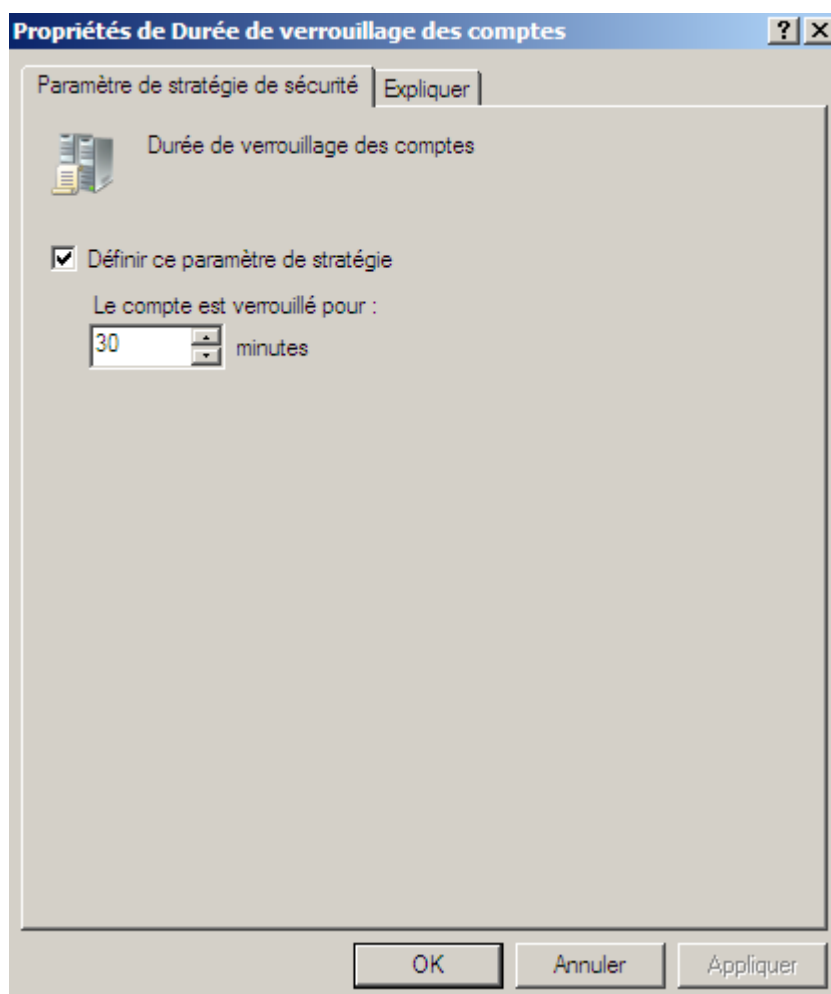 Propriétés de Durée de verrouillage des comptes
Paramètre de stratégie de sécurité Expliquer
Durée de verrouillage des comptes
Définir ce paramètre de stratégie
Le compte est verrouillé pour :
30 minutes
OK Annuler Appliquer